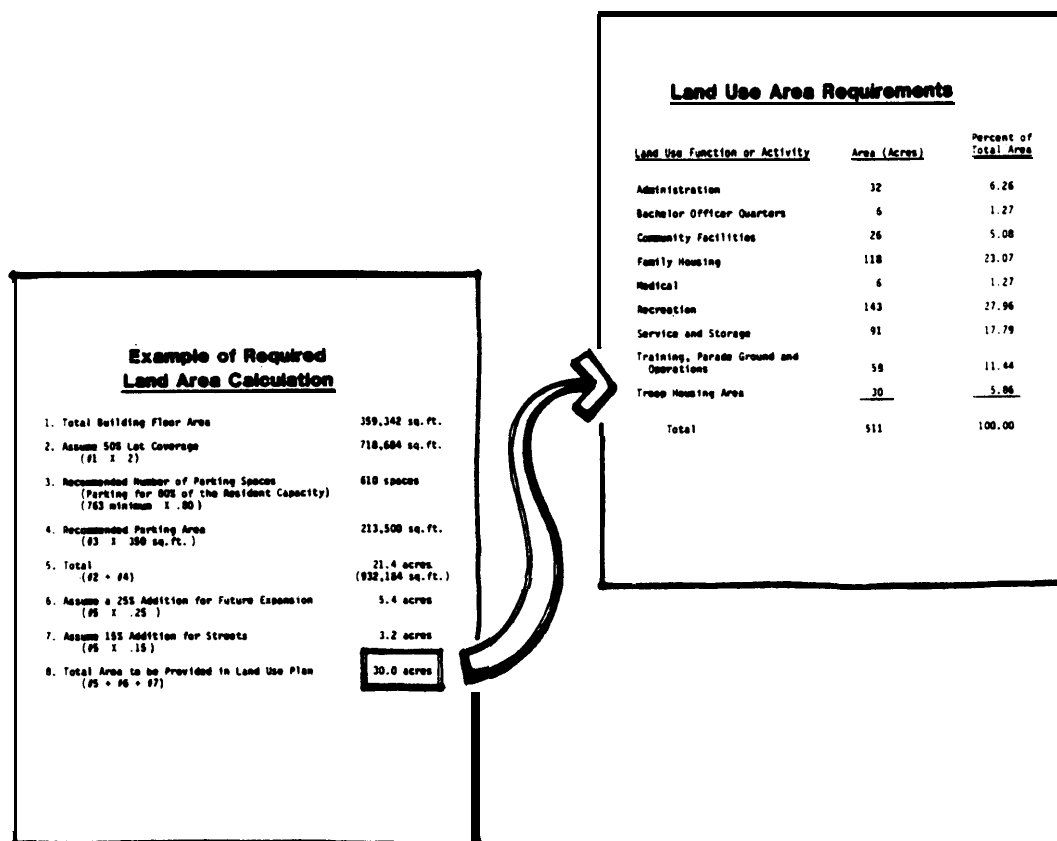 Land Use Area Requirements
Percent of
Land Use Function or Activity Area (Acres) Total Area
Administration 32 6.26
Bachelor Officer Quarters 6 1.27
Community Facilities 26 5.08
Family Housing 118 23.07
Medical 6 1.27
Recreation 143 27.96
Service and Storage 91 17.79
Training, Parade Ground and
Operations 59 11.44
Troop Housing Area 30 5.86
Total 511 100.00
Example of Required
Land Area Calculation
1. Total Building Floor Area 359,342 sq.ft.
2. Assume 50% Lot Coverage 718,684 sq.ft.
(#1 X 2)
3. Recommended Number of Parking Spaces 610 spaces
(Parking for 80% of the Resident Capacity)
(763 minimum X .80)
4. Recommended Parking Area 213,500 sq.ft.
(#3 X 350 sq.ft.)
5. Total 21.4 acres
(#2 + #4) (932,184 sq.ft.)
6. Assume a 25% Addition for Future Expansion 5.4 acres
(#5 X .25 )
7. Assume 15% Addition for Streets 3.2 acres
(#5 X .15)
8. Total Area to be Provided in Land Use Plan 30.0 acres
(#5 + #6 + #7)